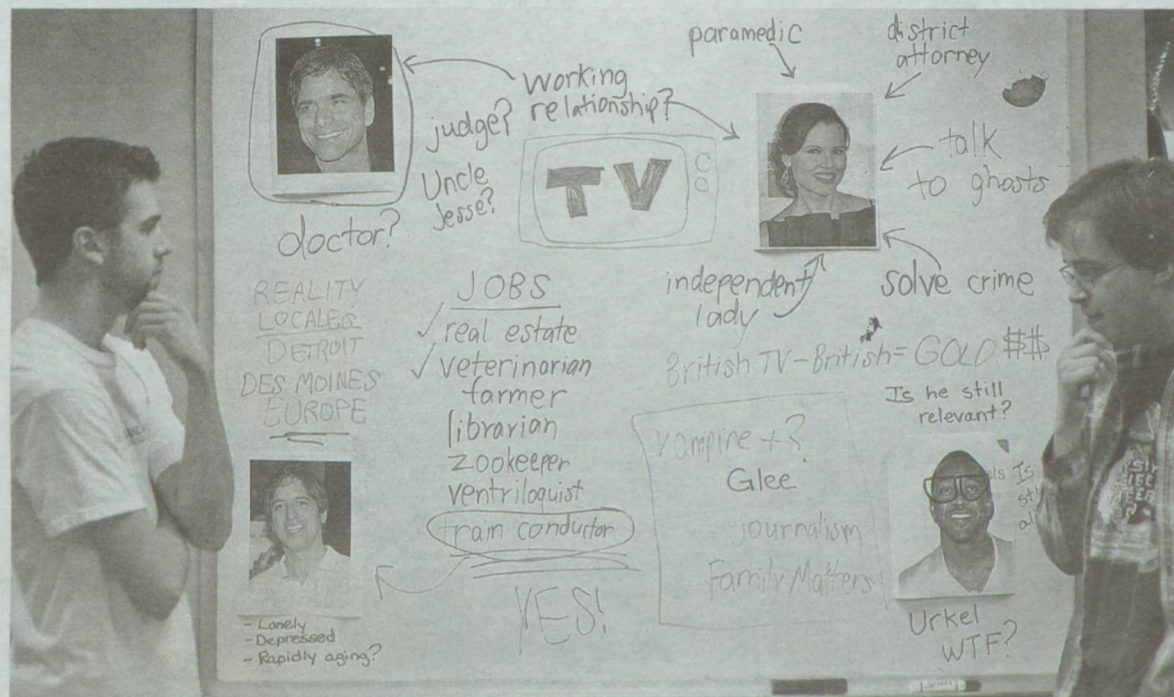 paramedic
district
attorney
working
relationship?
judge?
Uncle
Jesse?
TV
talk
to ghosts
doctor?
independent
lady
solve crime
REALITY
LOCALES
DETROIT
DES MOINES
EUROPE
JOBS
real estate
veterinarian
farmer
librarian
zookeeper
ventriloquist
train conductor
YES!
British TV - British = GOLD $$
Is he still
relevant?
vampire + ?
Glee
journalism
Family Matters
Is
- Lonely
- Depressed
- Rapidly aging?
Urkel
WTF?